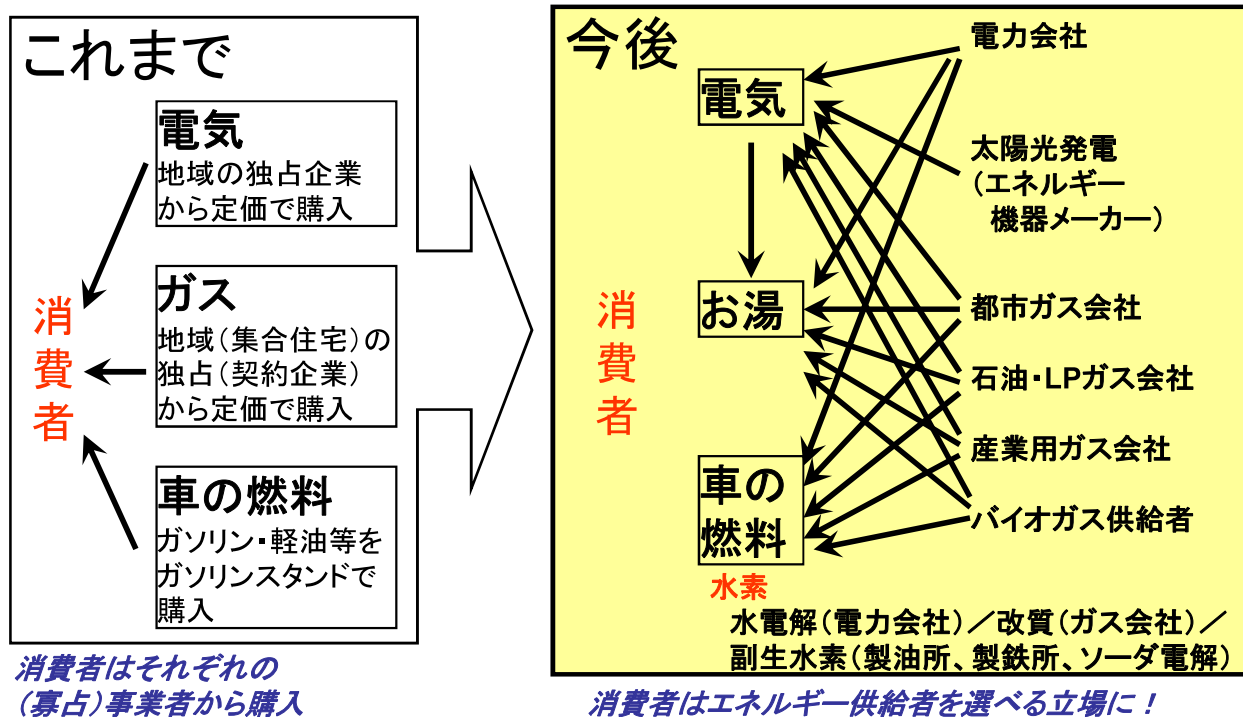 これまで
電気
地域の独占企業
から定価で購入
ガス
地域（集合住宅）の
独占（契約企業）
から定価で購入
車の燃料
ガソリン・軽油等を
ガソリンスタンドで
購入
消
費
者
消費者はそれぞれの
（寡占）事業者から購入
今後
電気
お湯
車の
燃料
水素
消
費
者
電力会社
太陽光発電
（エネルギー
機器メーカー）
都市ガス会社
石油・LPガス会社
産業用ガス会社
バイオガス供給者
水電解（電力会社）／改質（ガス会社）／
副生水素（製油所、製鉄所、ソーダ電解）
消費者はエネルギー供給者を選べる立場に！